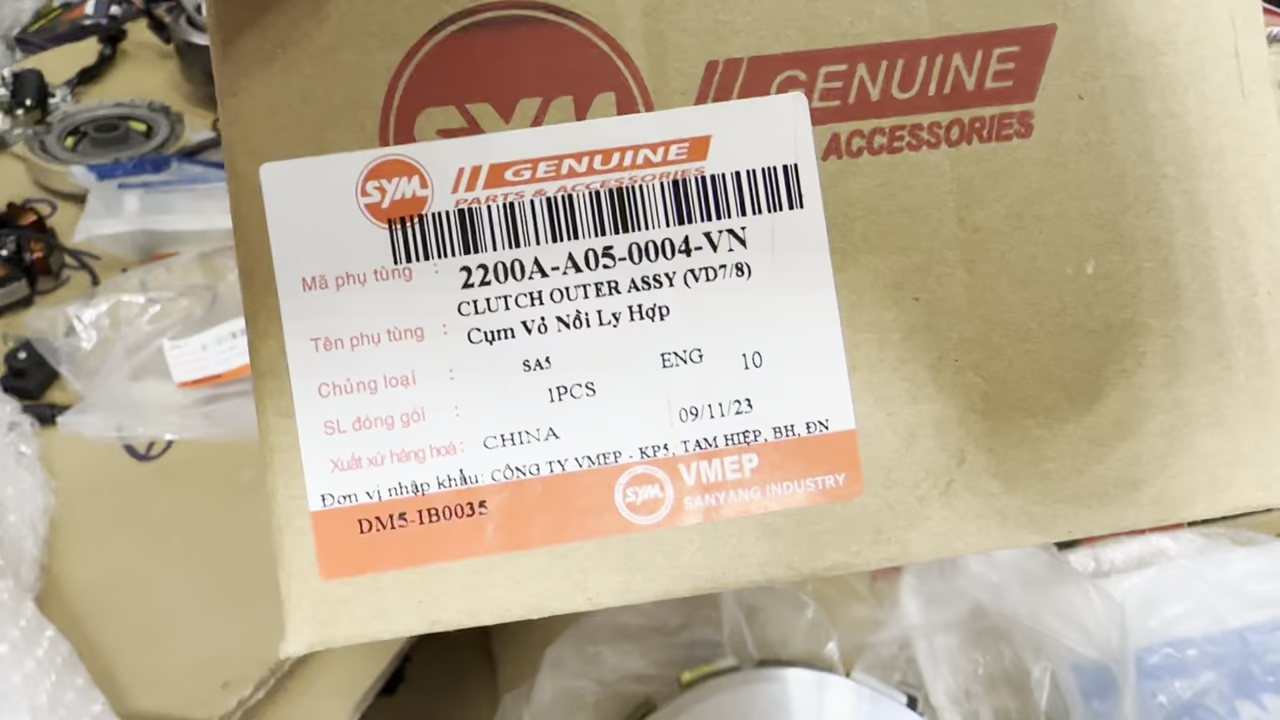 SYM
GENUINE
ACCESSORIES
SYM GENUINE
PARTS & ACCESSORIES
Mã phụ tùng : 2200A-A05-0004-VN
CLUTCH OUTER ASSY (VD7/8)
Tên phụ tùng : Cụm Vỏ Nồi Ly Hợp
Chủng loại : SA5 ENG 10
SL đóng gói : 1PCS
Xuất xứ hàng hoá : CHINA 09/11/23
Đơn vị nhập khẩu: CÔNG TY VMEP - KP5, TAM HIỆP, BH, ĐN
DM5-IB0035
SYM VMEP
SANYANG INDUSTRY